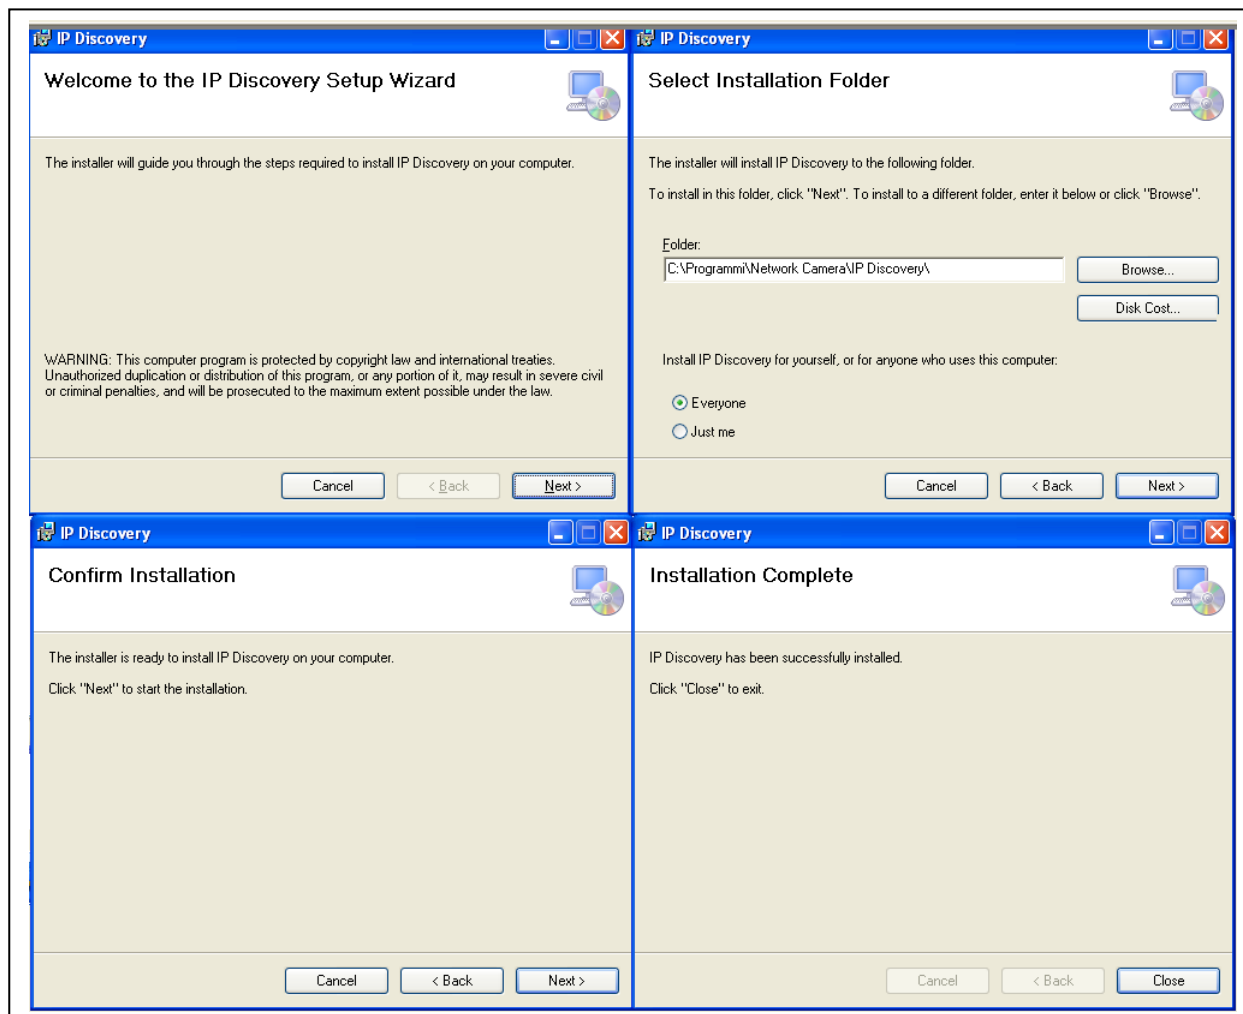 IP Discovery
Welcome to the IP Discovery Setup Wizard
The installer will guide you through the steps required to install IP Discovery on your computer.
WARNING: This computer program is protected by copyright law and international treaties.
Unauthorized duplication or distribution of this program, or any portion of it, may result in severe civil
or criminal penalties, and will be prosecuted to the maximum extent possible under the law.
Cancel < Back Next >
IP Discovery
Select Installation Folder
The installer will install IP Discovery to the following folder.
To install in this folder, click "Next". To install to a different folder, enter it below or click "Browse".
Folder:
C:\Programmi\Network Camera\IP Discovery\ Browse...
Disk Cost...
Install IP Discovery for yourself, or for anyone who uses this computer:
Everyone
Just me
Cancel < Back Next >
IP Discovery
Confirm Installation
The installer is ready to install IP Discovery on your computer.
Click "Next" to start the installation.
Cancel < Back Next >
IP Discovery
Installation Complete
IP Discovery has been successfully installed.
Click "Close" to exit.
Cancel < Back Close